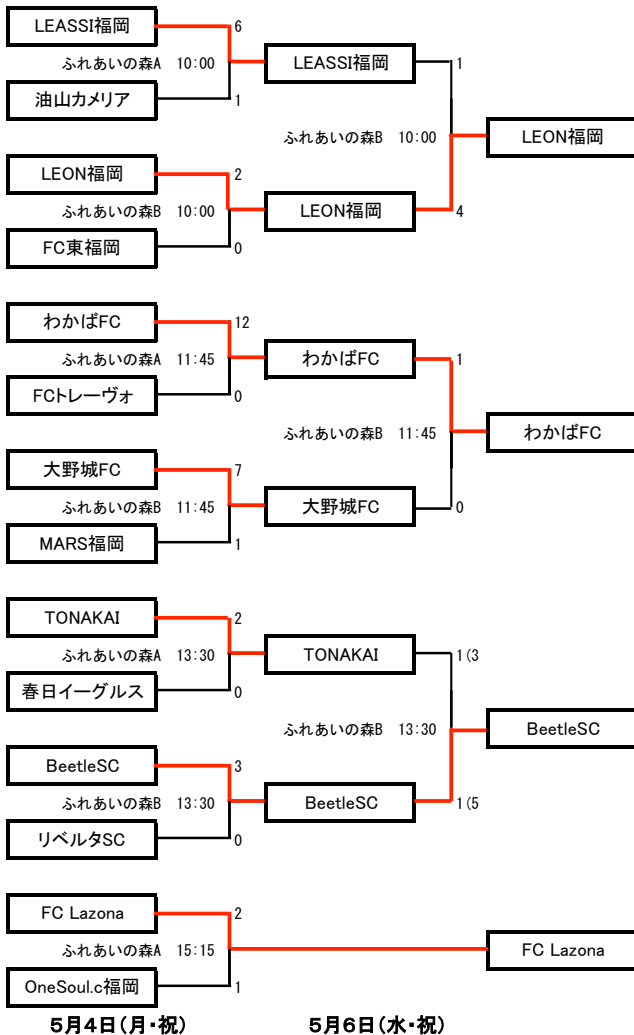 LEASSI福岡
6
ふれあいの森A 10:00
油山カメリア
1
LEASSI福岡
1
ふれあいの森B 10:00
LEON福岡
LEON福岡
2
ふれあいの森B 10:00
FC東福岡
0
LEON福岡
4
わかばFC
12
ふれあいの森A 11:45
FCトレーヴォ
0
わかばFC
1
ふれあいの森B 11:45
わかばFC
大野城FC
7
ふれあいの森B 11:45
MARS福岡
1
大野城FC
0
TONAKAI
2
ふれあいの森A 13:30
春日イーグルス
0
TONAKAI
1(3
ふれあいの森B 13:30
BeetleSC
BeetleSC
3
ふれあいの森B 13:30
リベルタSC
0
BeetleSC
1(5
FC Lazona
2
ふれあいの森A 15:15
OneSoul.c福岡
1
FC Lazona
5月4日(月・祝)
5月6日(水・祝)